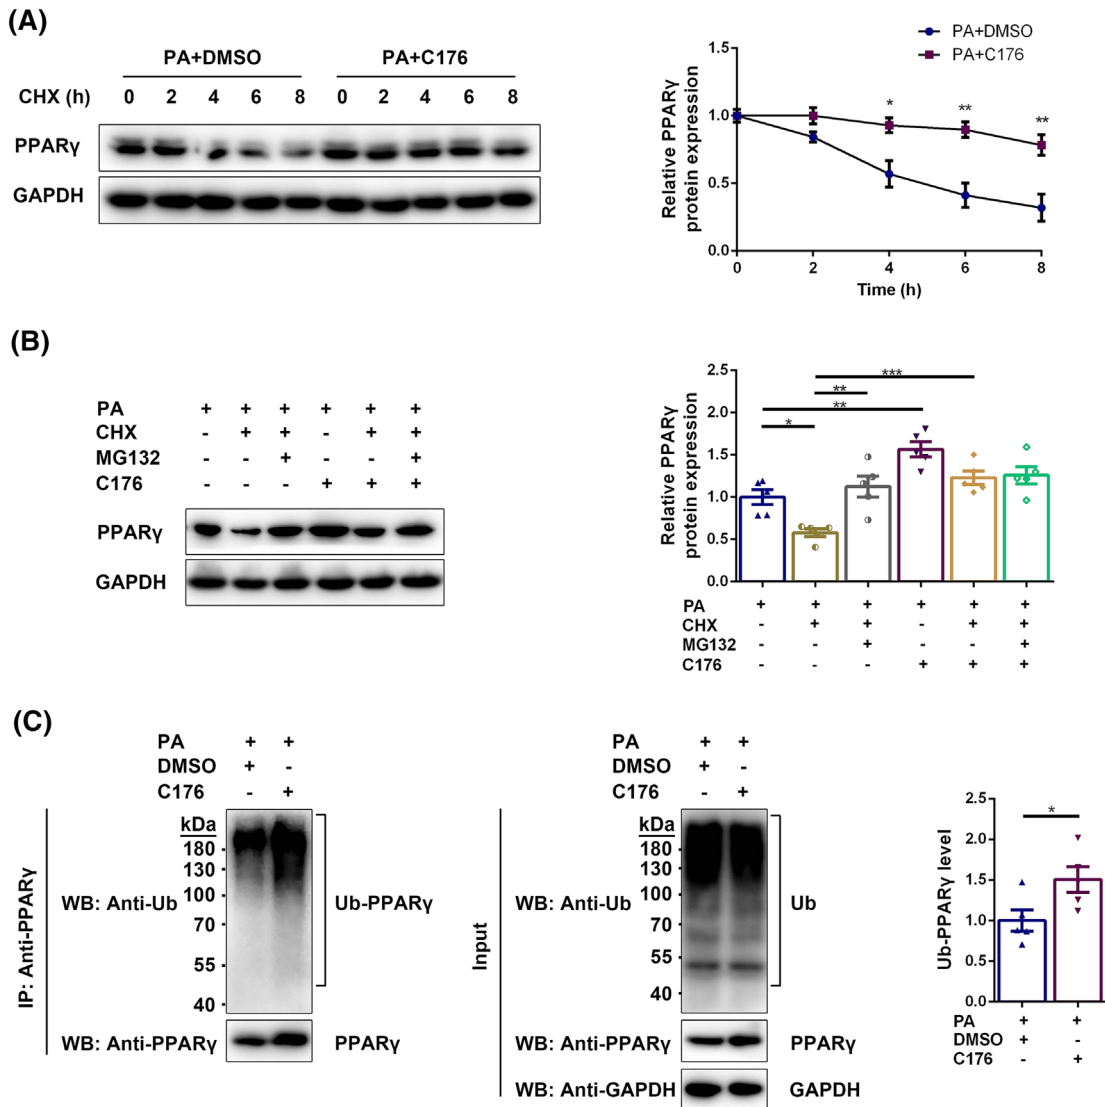 (A)
PA+DMSO PA+C176
CHX (h) 0 2 4 6 8 0 2 4 6 8
PPARγ
GAPDH
PA+DMSO
PA+C176
Relative PPARγ
protein expression
1.5
1.0
0.5
0.0
* ** **
0 2 4 6 8
Time (h)
(B)
PA + + + + + +
CHX - + + - + +
MG132 - - + - - +
C176 - - - + + +
PPARγ
GAPDH
Relative PPARγ
protein expression
2.5
2.0
1.5
1.0
0.5
0.0
***
**
**
*
PA + + + + + +
CHX - + + - + +
MG132 - - + - - +
C176 - - - + + +
(C)
IP: Anti-PPARγ
PA + +
DMSO + -
C176 - +
kDa
180
130
100
70
55
40
WB: Anti-Ub
Ub-PPARγ
WB: Anti-PPARγ PPARγ
Input
PA + +
DMSO + -
C176 - +
kDa
180
130
100
70
55
40
WB: Anti-Ub
Ub
WB: Anti-PPARγ PPARγ
WB: Anti-GAPDH GAPDH
Ub-PPARγ level
2.5
2.0
1.5
1.0
0.5
0.0
*
PA + +
DMSO + -
C176 - +